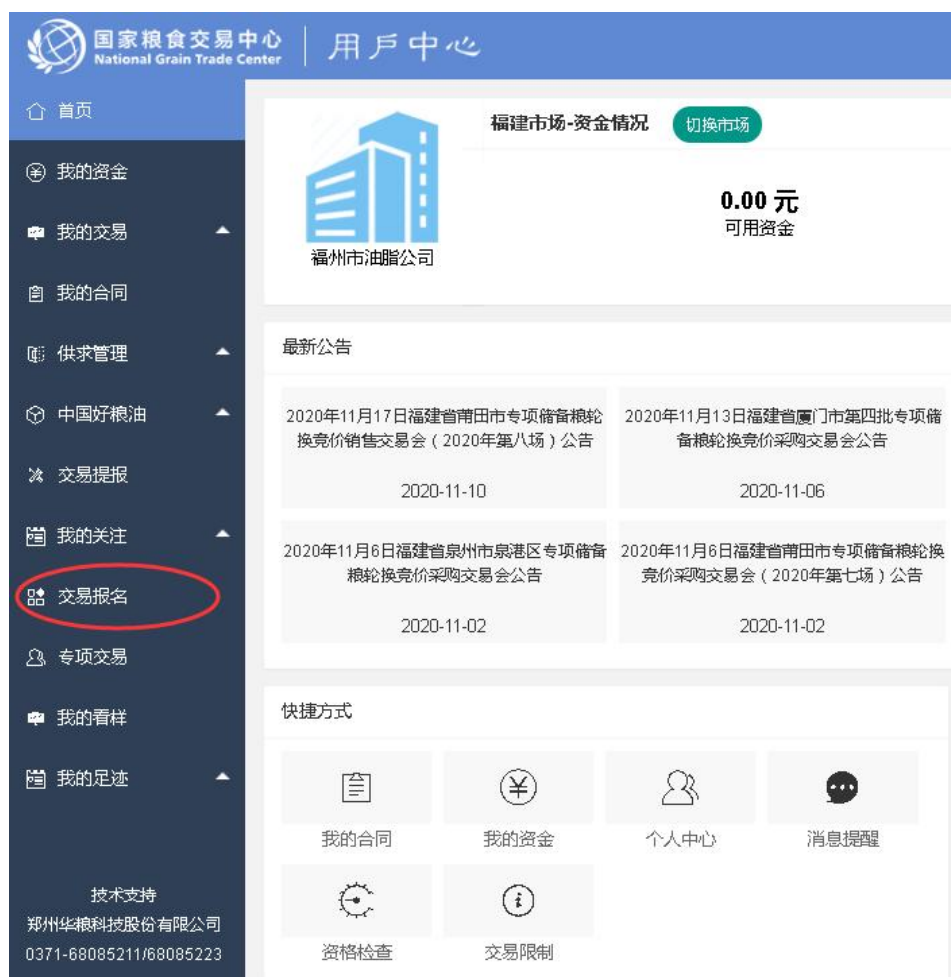 国家粮食交易中心
National Grain Trade Center
用户中心
首页
我的资金
我的交易
我的合同
供求管理
中国好粮油
交易提报
我的关注
交易报名
专项交易
我的看样
我的足迹
技术支持
郑州华粮科技股份有限公司
0371-68085211/68085223
福州市油脂公司
福建市场-资金情况
切换市场
0.00 元
可用资金
最新公告
2020年11月17日福建省莆田市专项储备粮轮
换竞价销售交易会(2020年第八场)公告
2020-11-10
2020年11月13日福建省厦门市第四批专项储
备粮轮换竞价采购交易会公告
2020-11-06
2020年11月6日福建省泉州市泉港区专项储备
粮轮换竞价采购交易会公告
2020-11-02
2020年11月6日福建省莆田市专项储备粮轮换
竞价采购交易会(2020年第七场)公告
2020-11-02
快捷方式
我的合同
我的资金
个人中心
消息提醒
资格检查
交易限制